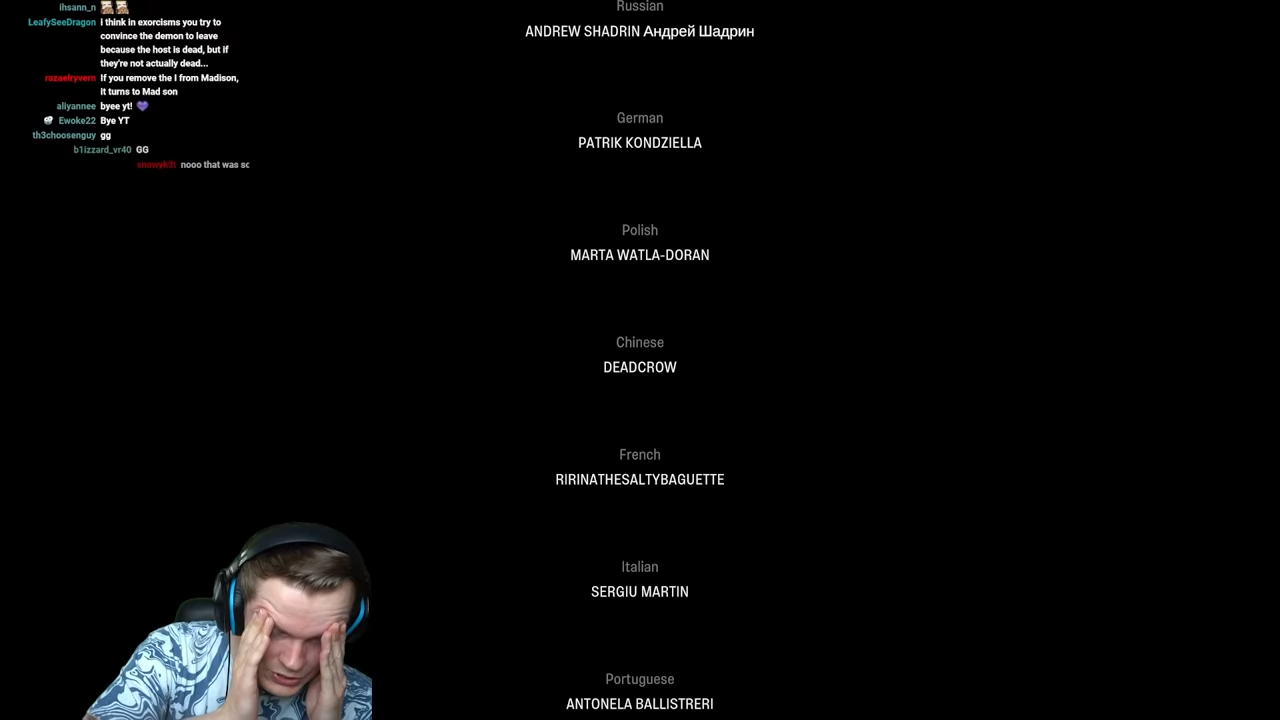 ihsann_n
LeafySeeDragon i think in exorcisms you try to
convince the demon to leave
because the host is dead, but if
they're not actually dead...
razaelryvern If you remove the I from Madison,
it turns to Mad son
aliyannee byee yt!
Ewoke22 Bye YT
th3choosenguy gg
b1izzard_vr40 GG
nooo that was sc
Russian
ANDREW SHADRIN Андрей Шадрин
German
PATRIK KONDZIELLA
Polish
MARTA WATLA-DORAN
Chinese
DEADCROW
French
RIRINATHESALTYBAGUETTE
Italian
SERGIU MARTIN
Portuguese
ANTONELA BALLISTRERI